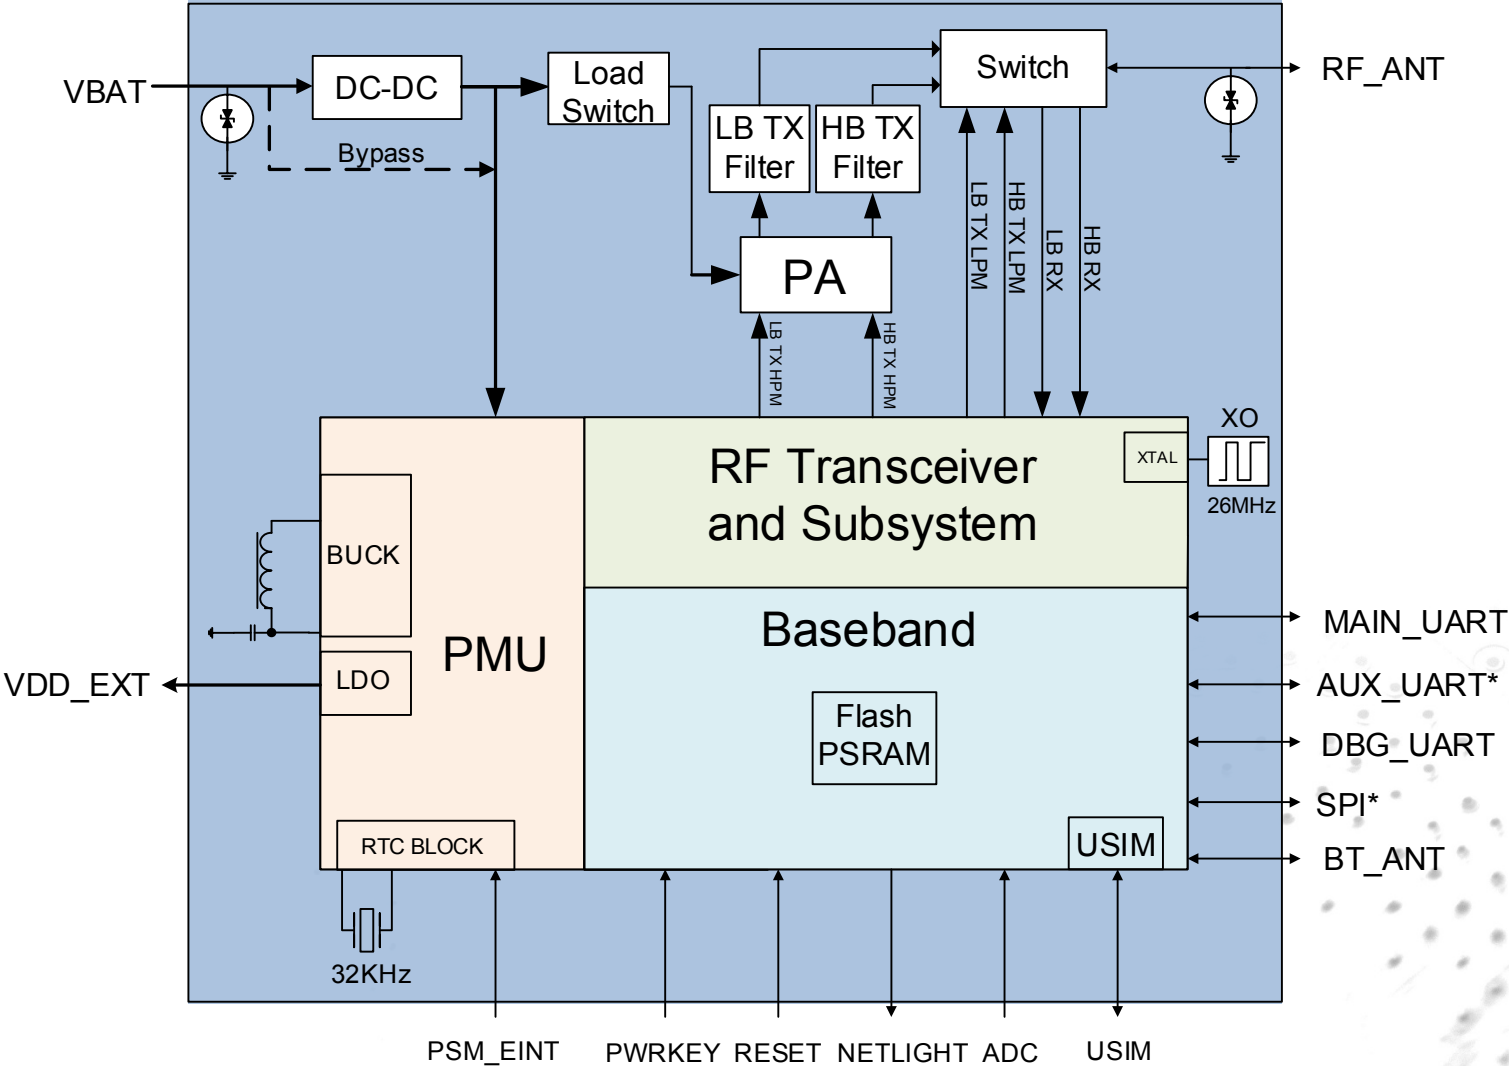 VBAT
DC-DC
Load
Switch
Switch
RF_ANT
Bypass
LB TX
Filter
HB TX
Filter
LB TX LPM
HB TX LPM
LB RX
HB RX
PA
LB TX HPM
HB TX HPM
XO
XTAL
26MHz
RF Transceiver
and Subsystem
BUCK
PMU
LDO
VDD_EXT
Baseband
Flash
PSRAM
MAIN_UART
AUX_UART*
DBG_UART
SPI*
BT_ANT
RTC BLOCK
USIM
32KHz
PSM_EINT
PWRKEY
RESET
NETLIGHT
ADC
USIM